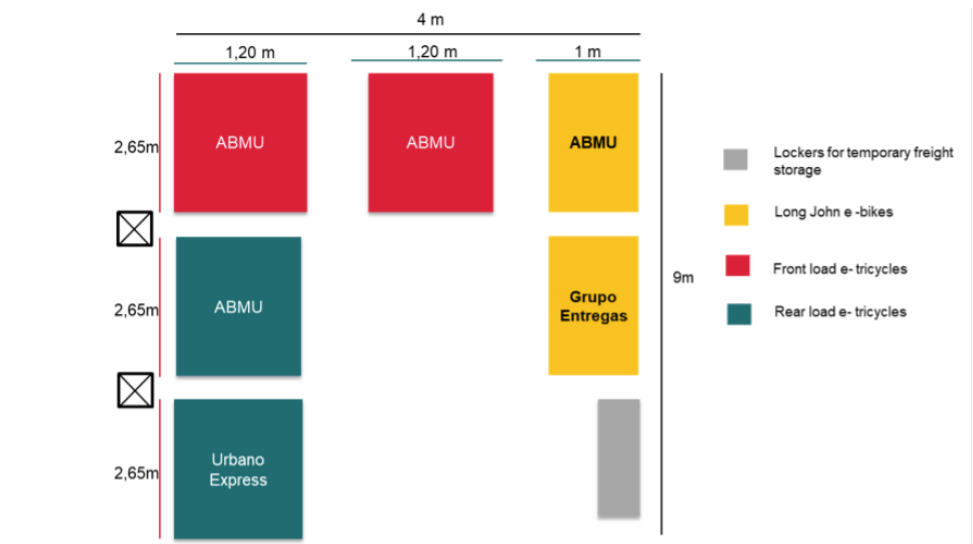 4 m
1,20 m
1,20 m
1 m
2,65m
ABMU
ABMU
ABMU
Lockers for temporary freight
storage
Long John e -bikes
Front load e- tricycles
Rear load e- tricycles
9m
2,65m
ABMU
Grupo
Entregas
2,65m
Urbano
Express